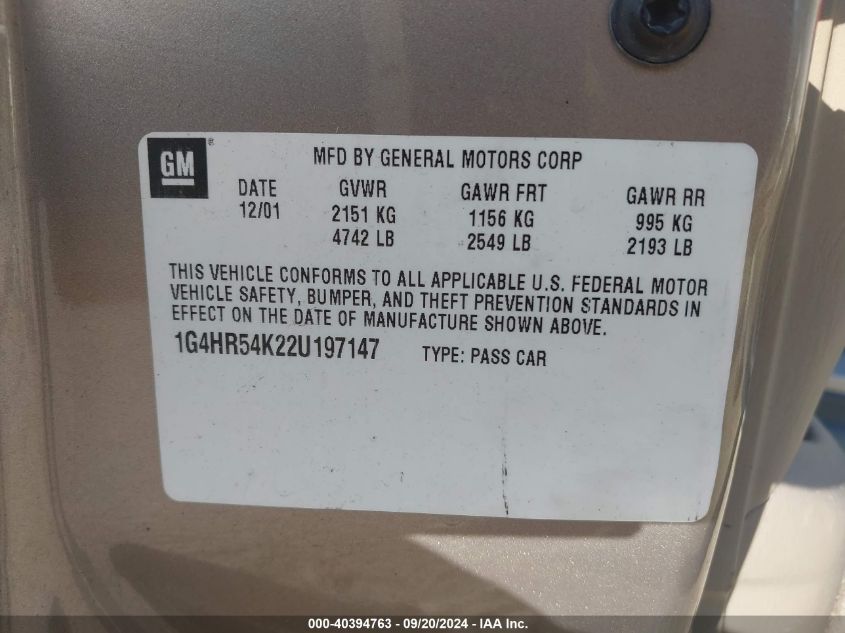 GM ®
MFD BY GENERAL MOTORS CORP
DATE GVWR GAWR FRT GAWR RR
12/01 2151 KG 1156 KG 995 KG
4742 LB 2549 LB 2193 LB
THIS VEHICLE CONFORMS TO ALL APPLICABLE U.S. FEDERAL MOTOR
VEHICLE SAFETY, BUMPER, AND THEFT PREVENTION STANDARDS IN
EFFECT ON THE DATE OF MANUFACTURE SHOWN ABOVE.
1G4HR54K22U197147 TYPE: PASS CAR
000-40394763 - 09/20/2024 - IAA Inc.